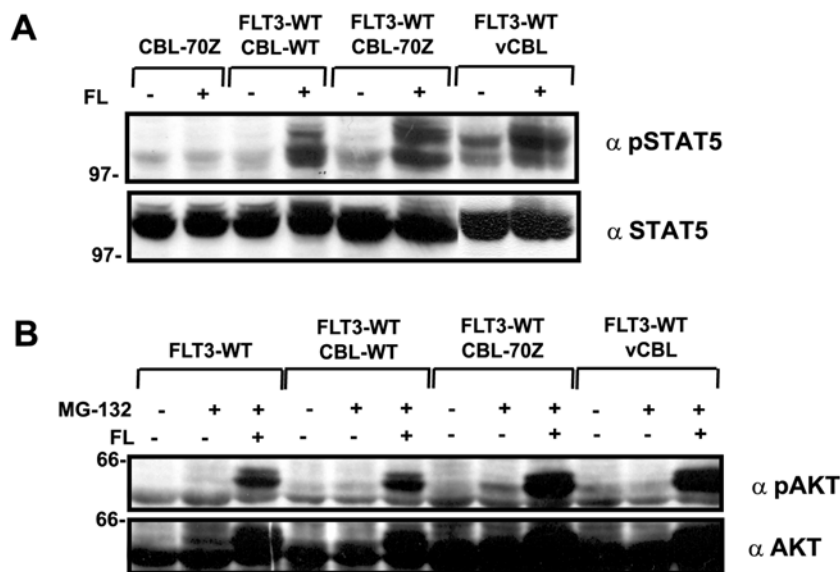 A
CBL-70Z FLT3-WT CBL-WT FLT3-WT CBL-70Z FLT3-WT vCBL
FL - + - + - + - +
α pSTAT5
97-
α STAT5
97-
B
FLT3-WT FLT3-WT CBL-WT FLT3-WT CBL-70Z FLT3-WT vCBL
MG-132 - + + - + + - + + - + +
FL - - + - - + - - + - - +
66-
α pAKT
66-
α AKT